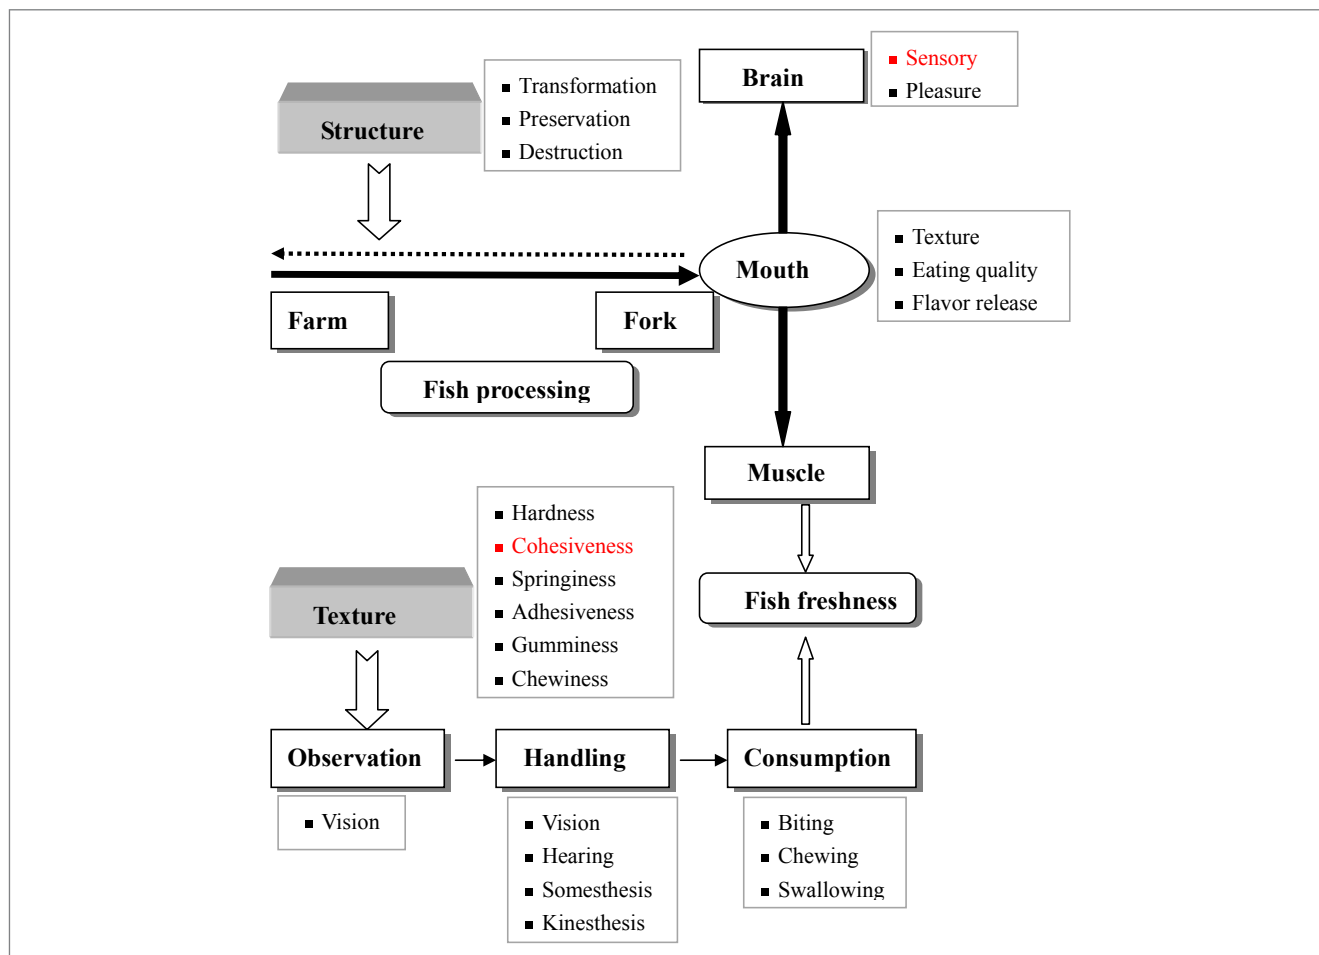 Structure
■ Transformation
■ Preservation
■ Destruction
Brain
■ Sensory
■ Pleasure
Mouth
■ Texture
■ Eating quality
■ Flavor release
Farm
Fork
Fish processing
Muscle
Fish freshness
Texture
■ Hardness
■ Cohesiveness
■ Springiness
■ Adhesiveness
■ Gumminess
■ Chewiness
Observation
■ Vision
Handling
■ Vision
■ Hearing
■ Somesthesis
■ Kinesthesis
Consumption
■ Biting
■ Chewing
■ Swallowing